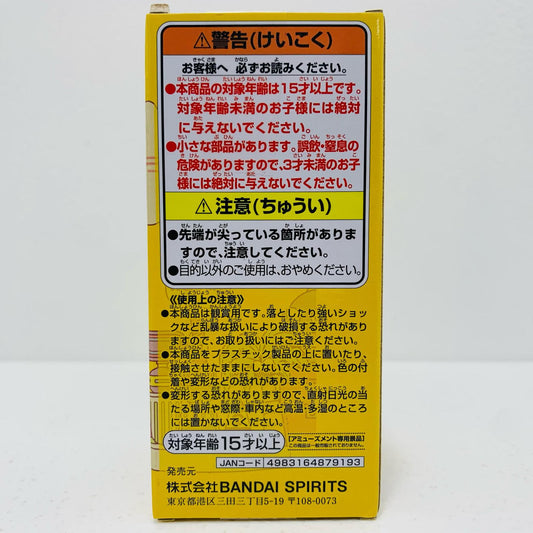 ⚠警告(けいこく)
お客様へ 必ずお読みください。
●本商品の対象年齢は15才以上です。
対象年齢未満のお子様には絶対
に与えないでください。
●小さな部品があります。誤飲・窒息の
危険がありますので、3才未満のお子
様には絶対に与えないでください。
⚠注意(ちゅうい)
●先端が尖っている箇所がありま
すので、注意してください。
●目的以外のご使用は、おやめください。
《使用上の注意》
●本商品は観賞用です。落としたり強いショッ
クなど乱暴な扱いにより破損する恐れがあり
ますので、お取り扱いにはご注意ください。
●本商品をプラスチック製品の上に置いたり、
接触させたままにしないでください。色の付
着や変形などの恐れがあります。
●変形する恐れがありますので、直射日光の当
たる場所や窓際・車内など高温・多湿のところ
には置かないでください。
対象年齢15才以上
【アミューズメント専用景品】
この商品は一般市販されておりません。
JANコード 4983164879193
発売元
株式会社BANDAI SPIRITS
東京都港区三田三丁目5-19 〒108-0073